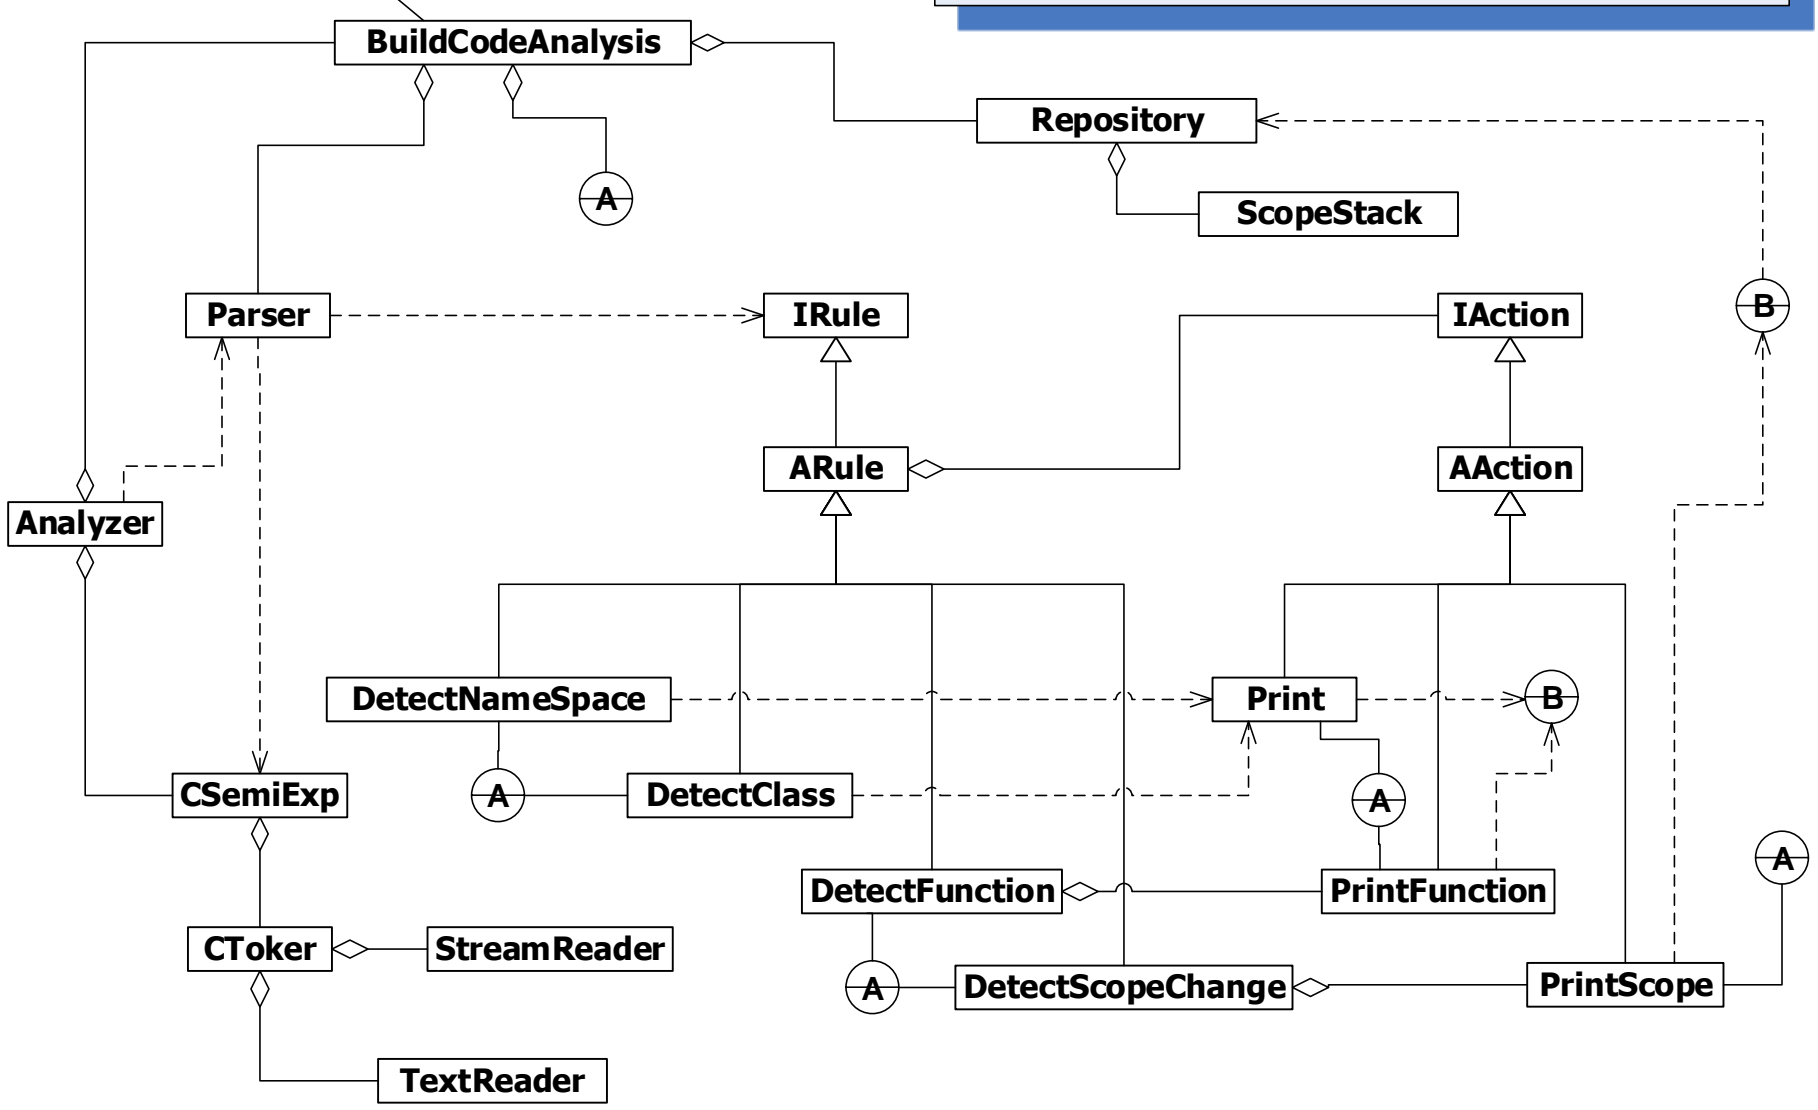 BuildCodeAnalysis
Repository
A
ScopeStack
Parser
IRule
IAction
B
ARule
AAction
Analyzer
DetectNameSpace
Print
B
CSemiExp
A
DetectClass
A
A
DetectFunction
PrintFunction
CToker
StreamReader
A
DetectScopeChange
PrintScope
TextReader